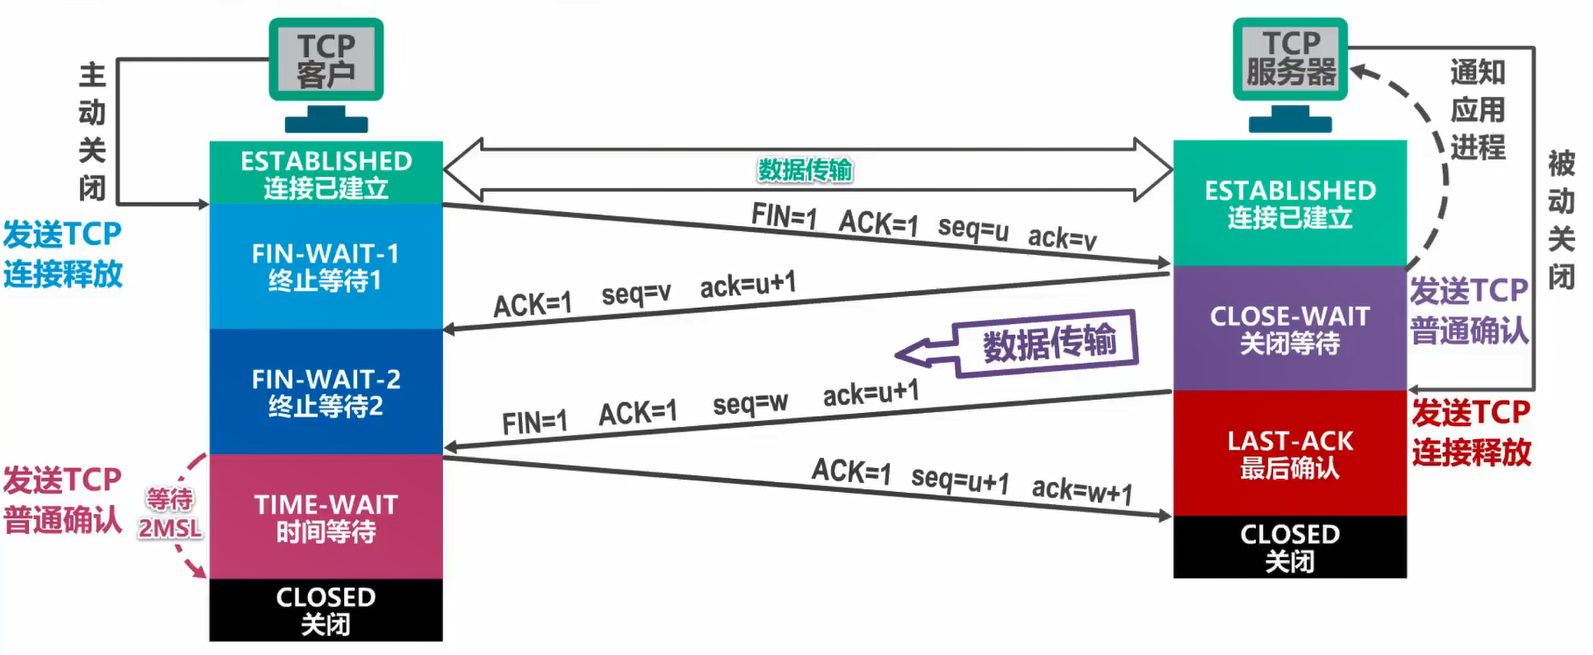 TCP
客户
TCP
服务器
主动关闭
通知
应用
进程
被动关闭
ESTABLISHED
连接已建立
数据传输
ESTABLISHED
连接已建立
发送TCP
连接释放
FIN=1 ACK=1 seq=u ack=v
FIN-WAIT-1
终止等待1
ACK=1 seq=v ack=u+1
发送TCP
普通确认
CLOSE-WAIT
关闭等待
数据传输
FIN-WAIT-2
终止等待2
FIN=1 ACK=1 seq=w ack=u+1
发送TCP
连接释放
LAST-ACK
最后确认
ACK=1 seq=u+1 ack=w+1
发送TCP
普通确认
等待
2MSL
TIME-WAIT
时间等待
CLOSED
关闭
CLOSED
关闭